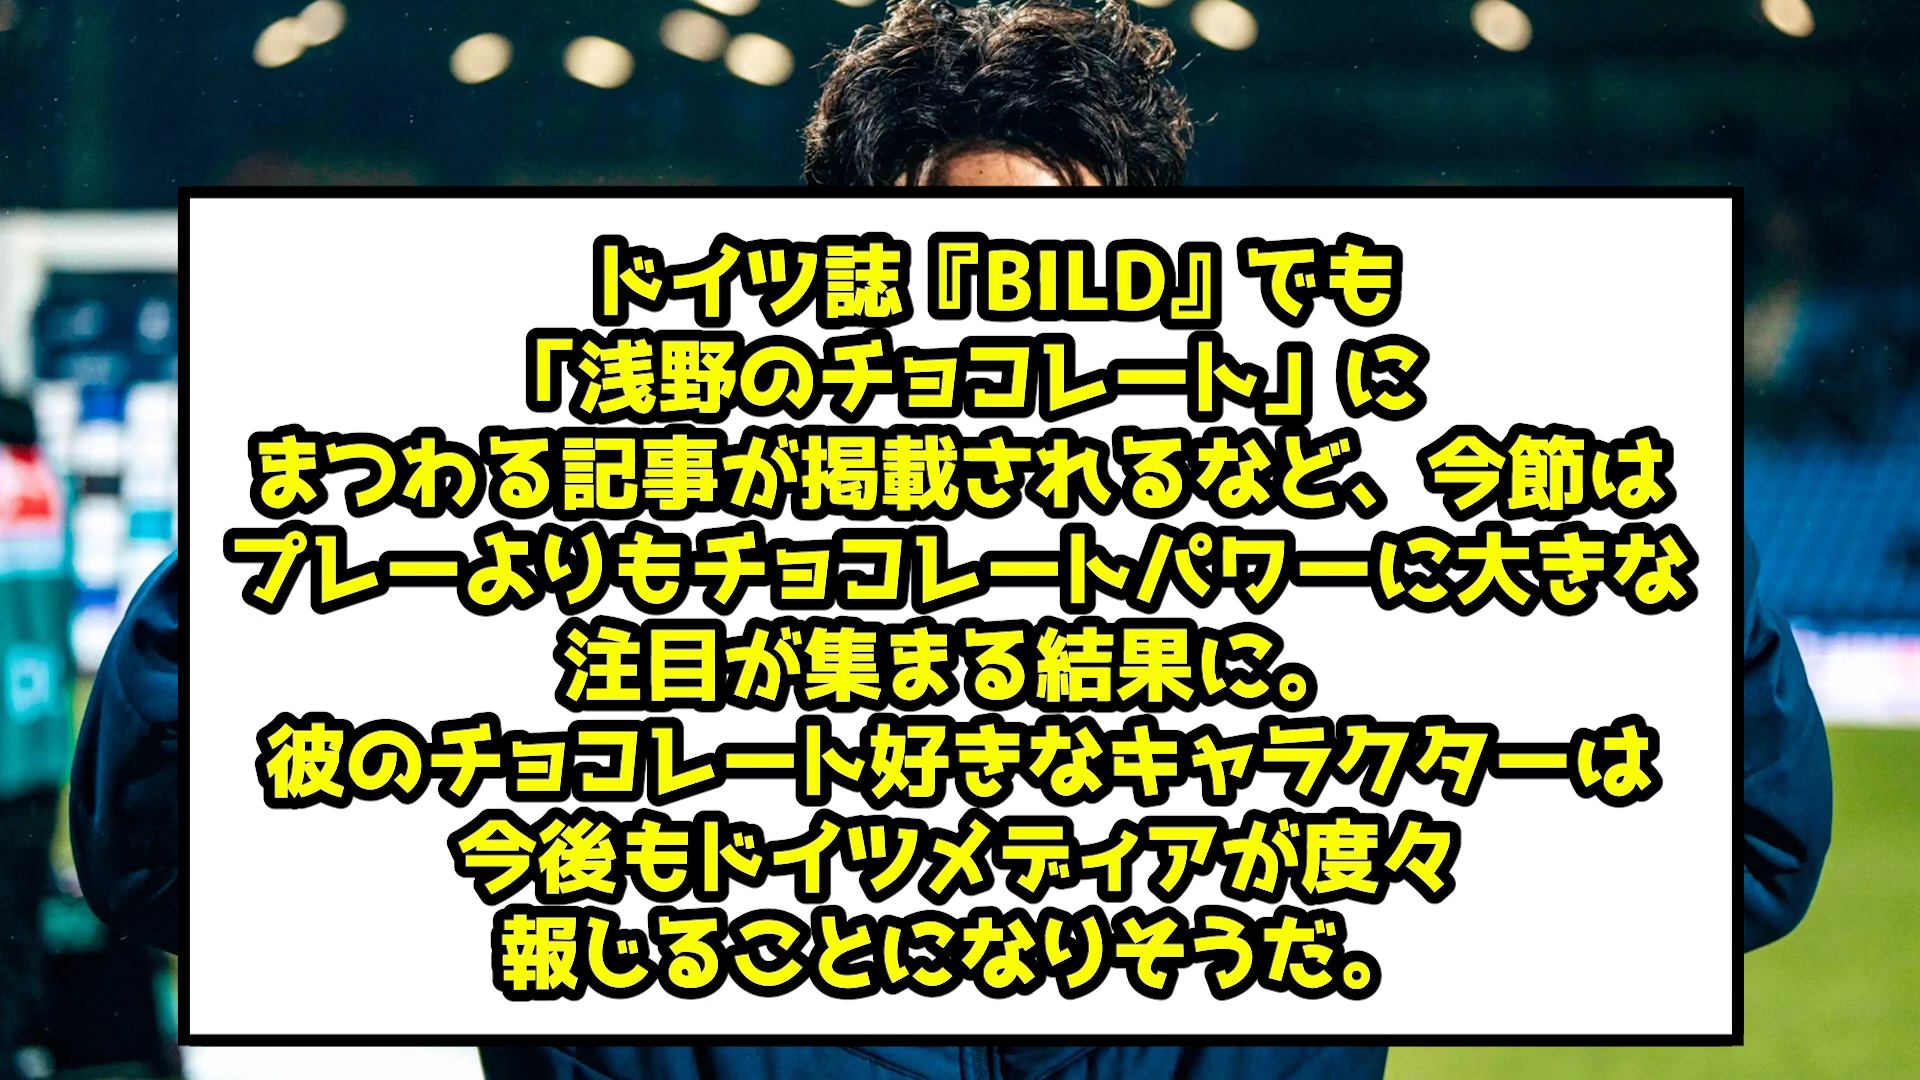 ドイツ誌『BILD』でも
「浅野のチョコレート」に
まつわる記事が掲載されるなど、今節は
プレーよりもチョコレートパワーに大きな
注目が集まる結果に。
彼のチョコレート好きなキャラクターは
今後もドイツメディアが度々
報じることになりそうだ。